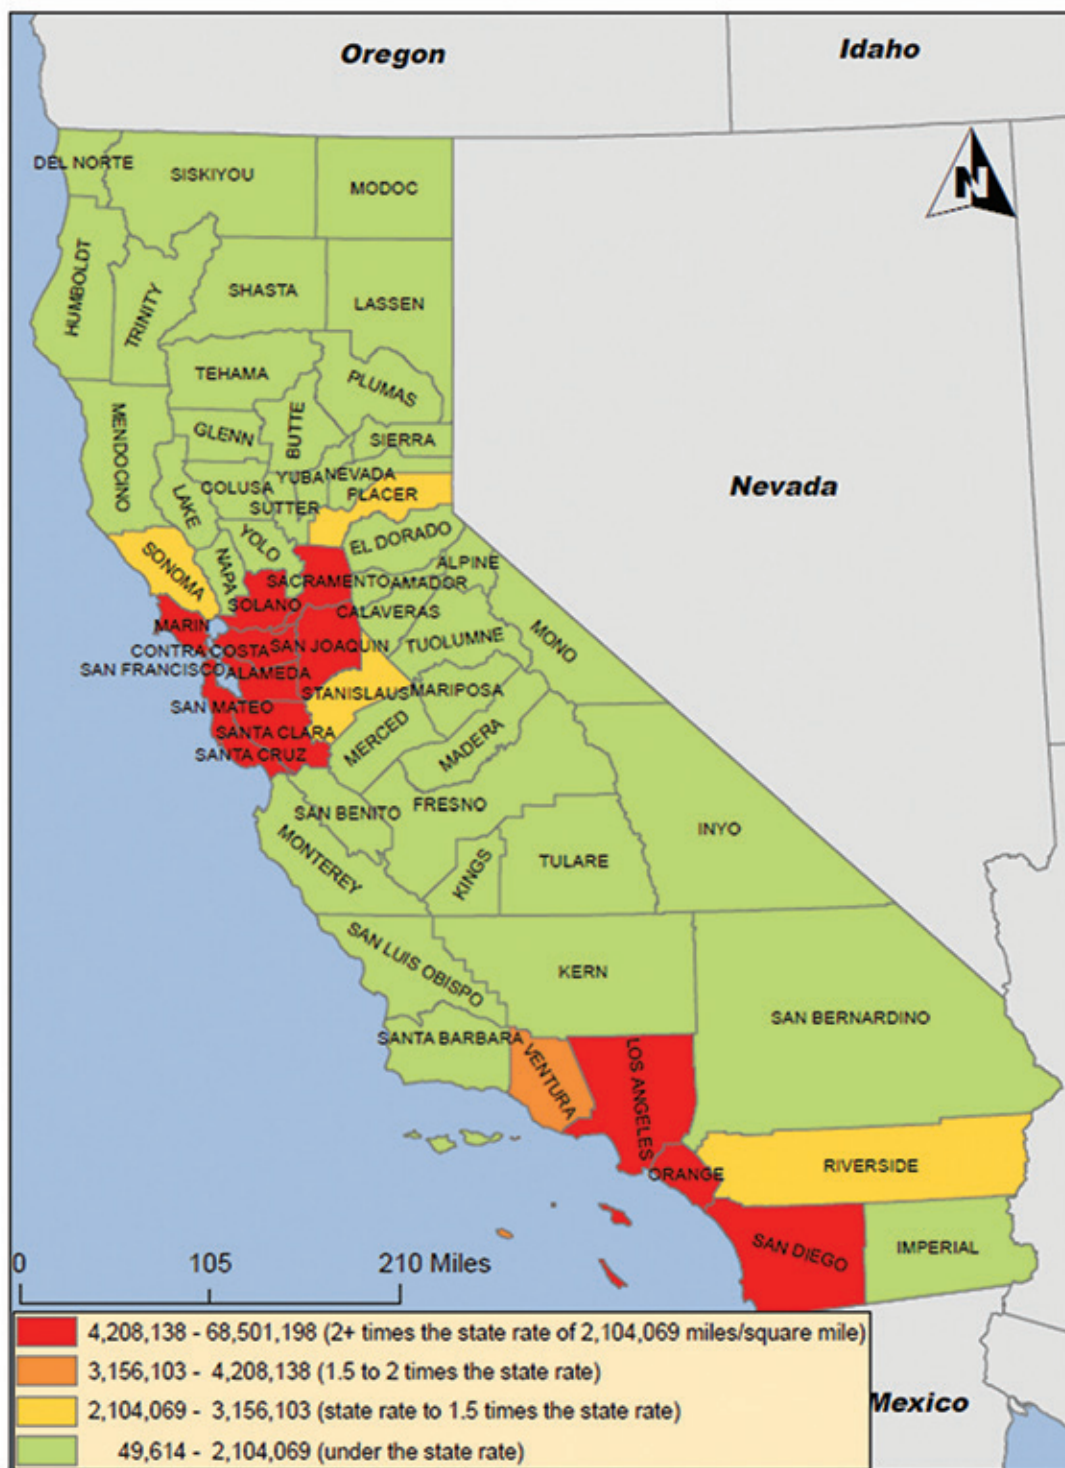 Oregon
Idaho
N
DEL NORTE
SISKIYOU
MODOC
HUMBOLDT
TRINITY
SHASTA
LASSEN
TEHAMA
PLUMAS
MENDOCINO
GLENN
BUTTE
SIERRA
LAKE
COLUSA
YUBA
NEVADA
SUTTER
PLACER
Nevada
SONOMA
NAPA
YOLO
EL DORADO
ALPINE
SACRAMENTO
AMADOR
SOLANO
CALAVERAS
MARIN
CONTRA COSTA
SAN JOAQUIN
TUOLUMNE
MONO
SAN FRANCISCO
ALAMEDA
STANISLAUS
MARIPOSA
SAN MATEO
SANTA CLARA
MERCED
MADERA
SANTA CRUZ
SAN BENITO
FRESNO
MONTEREY
KINGS
TULARE
INYO
SAN LUIS OBISPO
KERN
SAN BERNARDINO
SANTA BARBARA
VENTURA
LOS ANGELES
ORANGE
RIVERSIDE
SAN DIEGO
IMPERIAL
0 105 210 Miles
4,208,138 - 68,501,198 (2+ times the state rate of 2,104,069 miles/square mile)
3,156,103 - 4,208,138 (1.5 to 2 times the state rate)
2,104,069 - 3,156,103 (state rate to 1.5 times the state rate)
49,614 - 2,104,069 (under the state rate)
Mexico